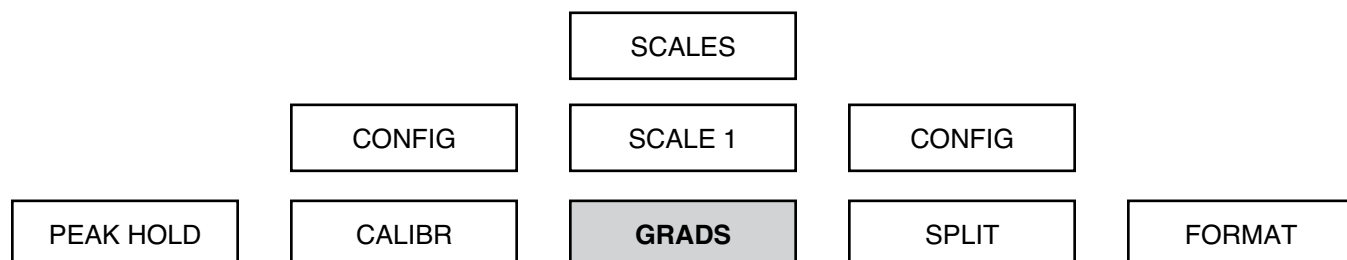 SCALES
CONFIG SCALE 1 CONFIG
PEAK HOLD CALIBR GRADS SPLIT FORMAT